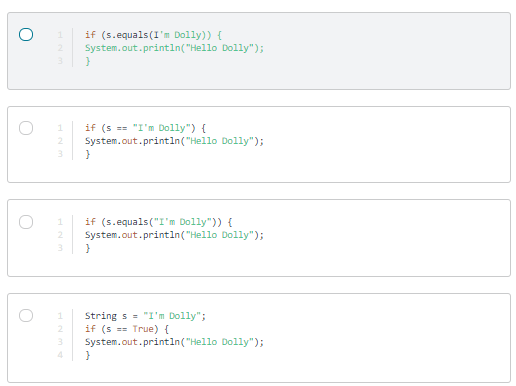 1 if (s.equals(I'm Dolly)) {
2 System.out.println("Hello Dolly");
3 }
1 if (s == "I'm Dolly") {
2 System.out.println("Hello Dolly");
3 }
1 if (s.equals("I'm Dolly")) {
2 System.out.println("Hello Dolly");
3 }
1 String s = "I'm Dolly";
2 if (s == True) {
3 System.out.println("Hello Dolly");
4 }